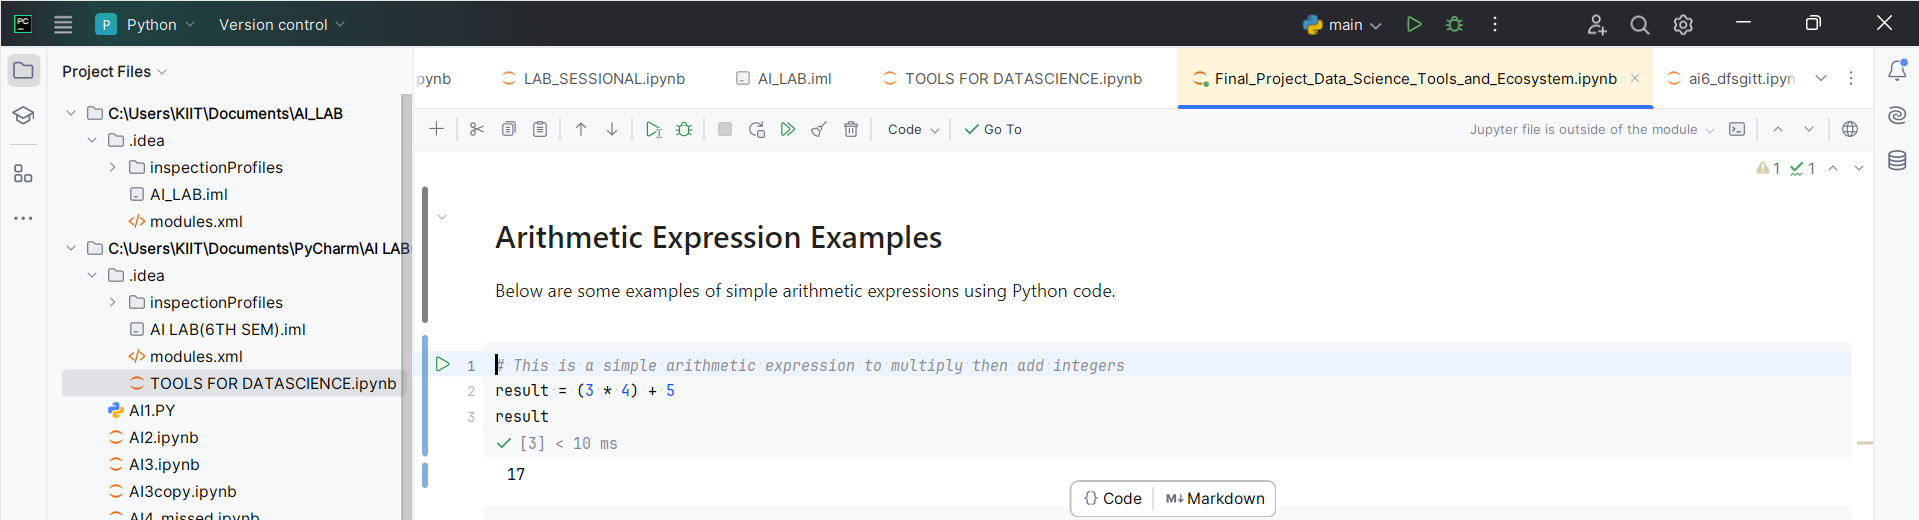 PC
P Python Version control main
Project Files
pynb LAB_SESSIONAL.ipynb AI_LAB.iml TOOLS FOR DATASCIENCE.ipynb Final_Project_Data_Science_Tools_and_Ecosystem.ipynb ai6_dfsgitt.ipyn
C:\Users\KIIT\Documents\AI_LAB
.idea
inspectionProfiles
AI_LAB.iml
modules.xml
C:\Users\KIIT\Documents\PyCharm\AI LAB
.idea
inspectionProfiles
AI LAB(6TH SEM).iml
modules.xml
TOOLS FOR DATASCIENCE.ipynb
AI1.PY
AI2.ipynb
AI3.ipynb
AI3copy.ipynb
AI4_missed.ipynb
Code Go To Jupyter file is outside of the module
1 1
Arithmetic Expression Examples
Below are some examples of simple arithmetic expressions using Python code.
1 # This is a simple arithmetic expression to multiply then add integers
2 result = (3 * 4) + 5
3 result
[3] < 10 ms
17
{} Code M↓ Markdown